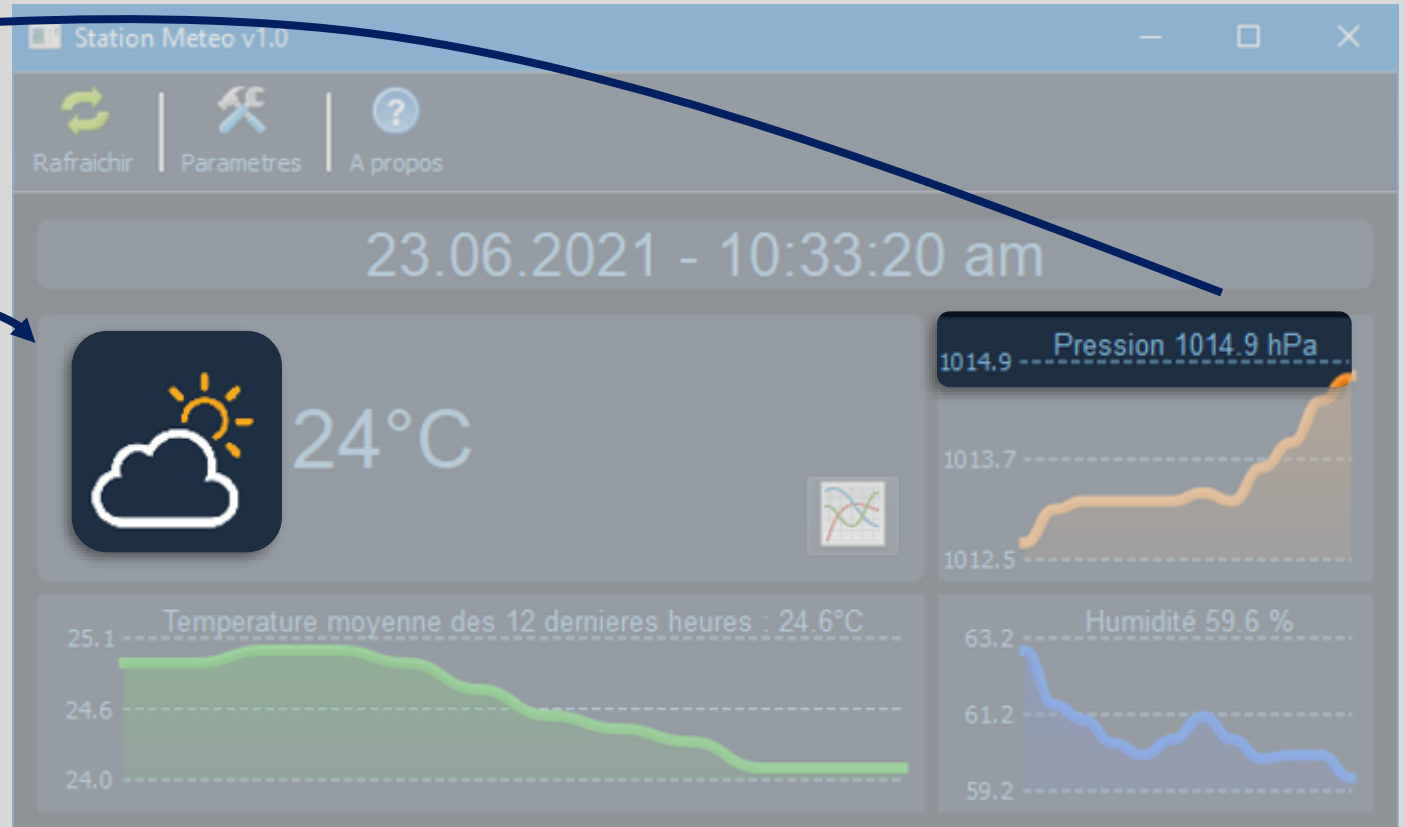 Station Meteo v1.0
Rafraichir Parametres A propos
?
23.06.2021 - 10:33:20 am
24°C
Pression 1014.9 hPa
1014.9
1013.7
1012.5
Temperature moyenne des 12 dernieres heures : 24.6°C
25.1
24.6
24.0
Humidité 59.6 %
63.2
61.2
59.2